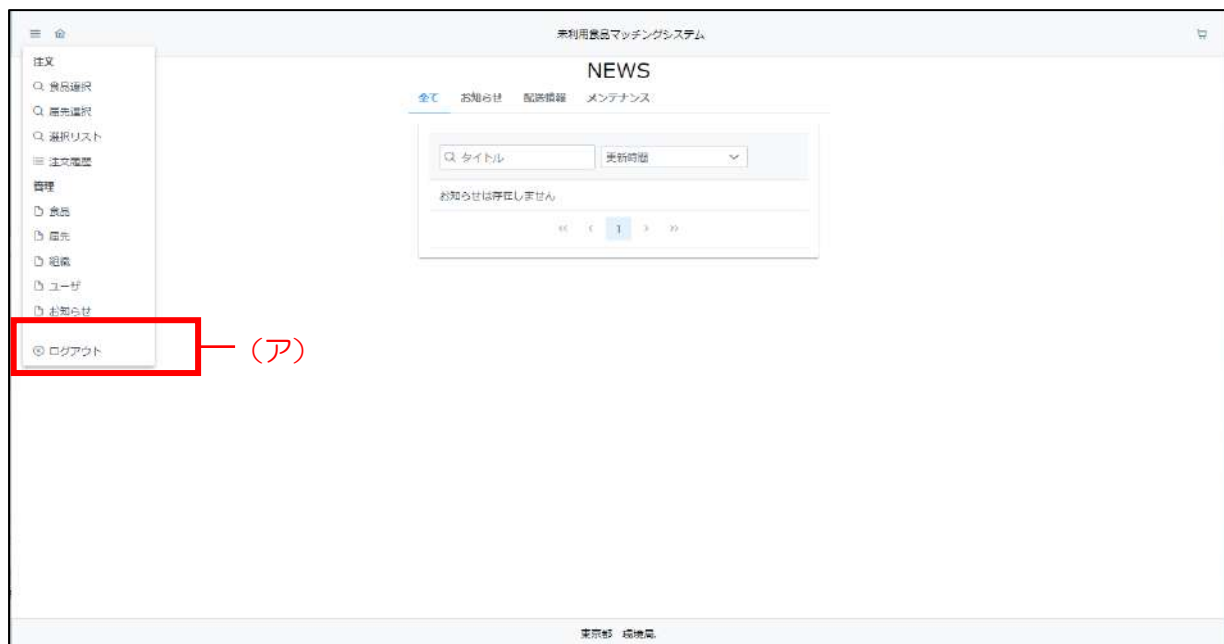 未利用食品マッチングシステム
注文
食品選択
届先選択
選択リスト
注文履歴
管理
食品
届先
組織
ユーザ
お知らせ
ログアウト
(ア)
NEWS
全て お知らせ 配送情報 メンテナンス
タイトル 更新時間
お知らせは存在しません
1
東京都 環境局